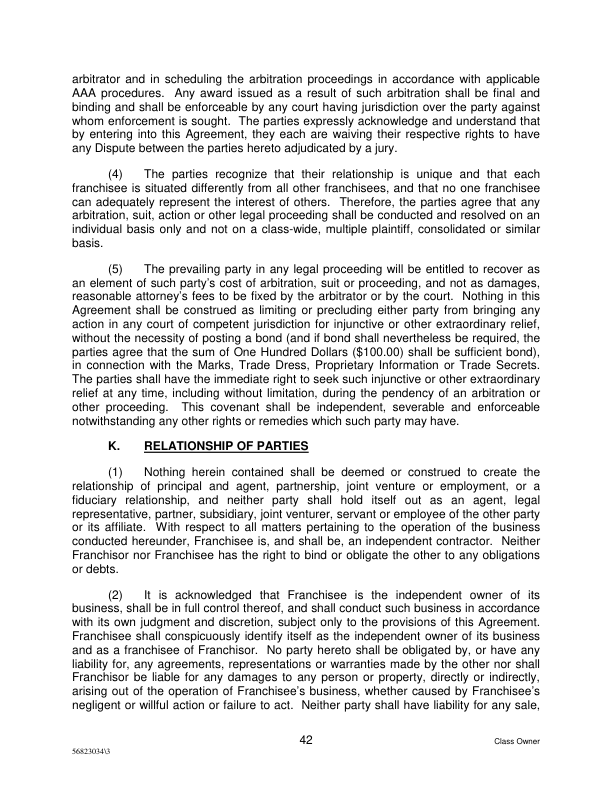 arbitrator and in scheduling the arbitration proceedings in accordance with applicable
AAA procedures. Any award issued as a result of such arbitration shall be final and
binding and shall be enforceable by any court having jurisdiction over the party against
whom enforcement is sought. The parties expressly acknowledge and understand that
by entering into this Agreement, they each are waiving their respective rights to have
any Dispute between the parties hereto adjudicated by a jury.
(4) The parties recognize that their relationship is unique and that each
franchisee is situated differently from all other franchisees, and that no one franchisee
can adequately represent the interest of others. Therefore, the parties agree that any
arbitration, suit, action or other legal proceeding shall be conducted and resolved on an
individual basis only and not on a class-wide, multiple plaintiff, consolidated or similar
basis.
(5) The prevailing party in any legal proceeding will be entitled to recover as
an element of such party's cost of arbitration, suit or proceeding, and not as damages,
reasonable attorney's fees to be fixed by the arbitrator or by the court. Nothing in this
Agreement shall be construed as limiting or precluding either party from bringing any
action in any court of competent jurisdiction for injunctive or other extraordinary relief,
without the necessity of posting a bond (and if bond shall nevertheless be required, the
parties agree that the sum of One Hundred Dollars ($100.00) shall be sufficient bond),
in connection with the Marks, Trade Dress, Proprietary Information or Trade Secrets.
The parties shall have the immediate right to seek such injunctive or other extraordinary
relief at any time, including without limitation, during the pendency of an arbitration or
other proceeding. This covenant shall be independent, severable and enforceable
notwithstanding any other rights or remedies which such party may have.
K. RELATIONSHIP OF PARTIES
(1) Nothing herein contained shall be deemed or construed to create the
relationship of principal and agent, partnership, joint venture or employment, or a
fiduciary relationship, and neither party shall hold itself out as an agent, legal
representative, partner, subsidiary, joint venturer, servant or employee of the other party
or its affiliate. With respect to all matters pertaining to the operation of the business
conducted hereunder, Franchisee is, and shall be, an independent contractor. Neither
Franchisor nor Franchisee has the right to bind or obligate the other to any obligations
or debts.
(2) It is acknowledged that Franchisee is the independent owner of its
business, shall be in full control thereof, and shall conduct such business in accordance
with its own judgment and discretion, subject only to the provisions of this Agreement.
Franchisee shall conspicuously identify itself as the independent owner of its business
and as a franchisee of Franchisor. No party hereto shall be obligated by, or have any
liability for, any agreements, representations or warranties made by the other nor shall
Franchisor be liable for any damages to any person or property, directly or indirectly,
arising out of the operation of Franchisee's business, whether caused by Franchisee's
negligent or willful action or failure to act. Neither party shall have liability for any sale,
42
Class Owner
56823034\3